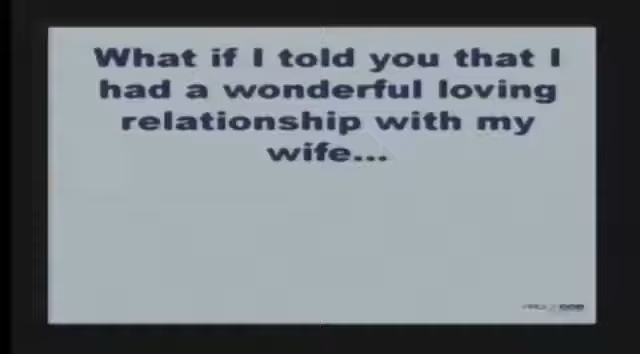 What if I told you that I
had a wonderful loving
relationship with my
wife...